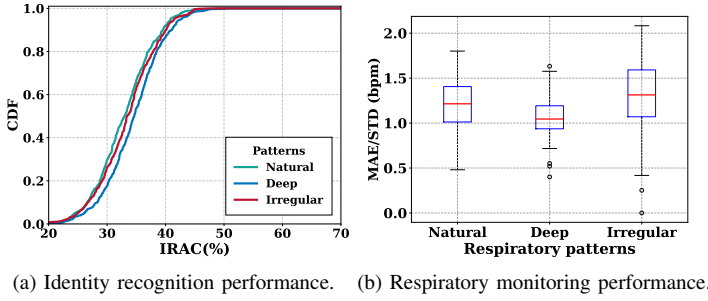 1.0
0.8
0.6
0.4
0.2
0.0
CDF
20 30 40 50 60 70
IRAC(%)
Patterns
Natural
Deep
Irregular
2.0
1.5
1.0
0.5
0.0
MAE/STD (bpm)
Natural Deep Irregular
Respiratory patterns
(a) Identity recognition performance. (b) Respiratory monitoring performance.